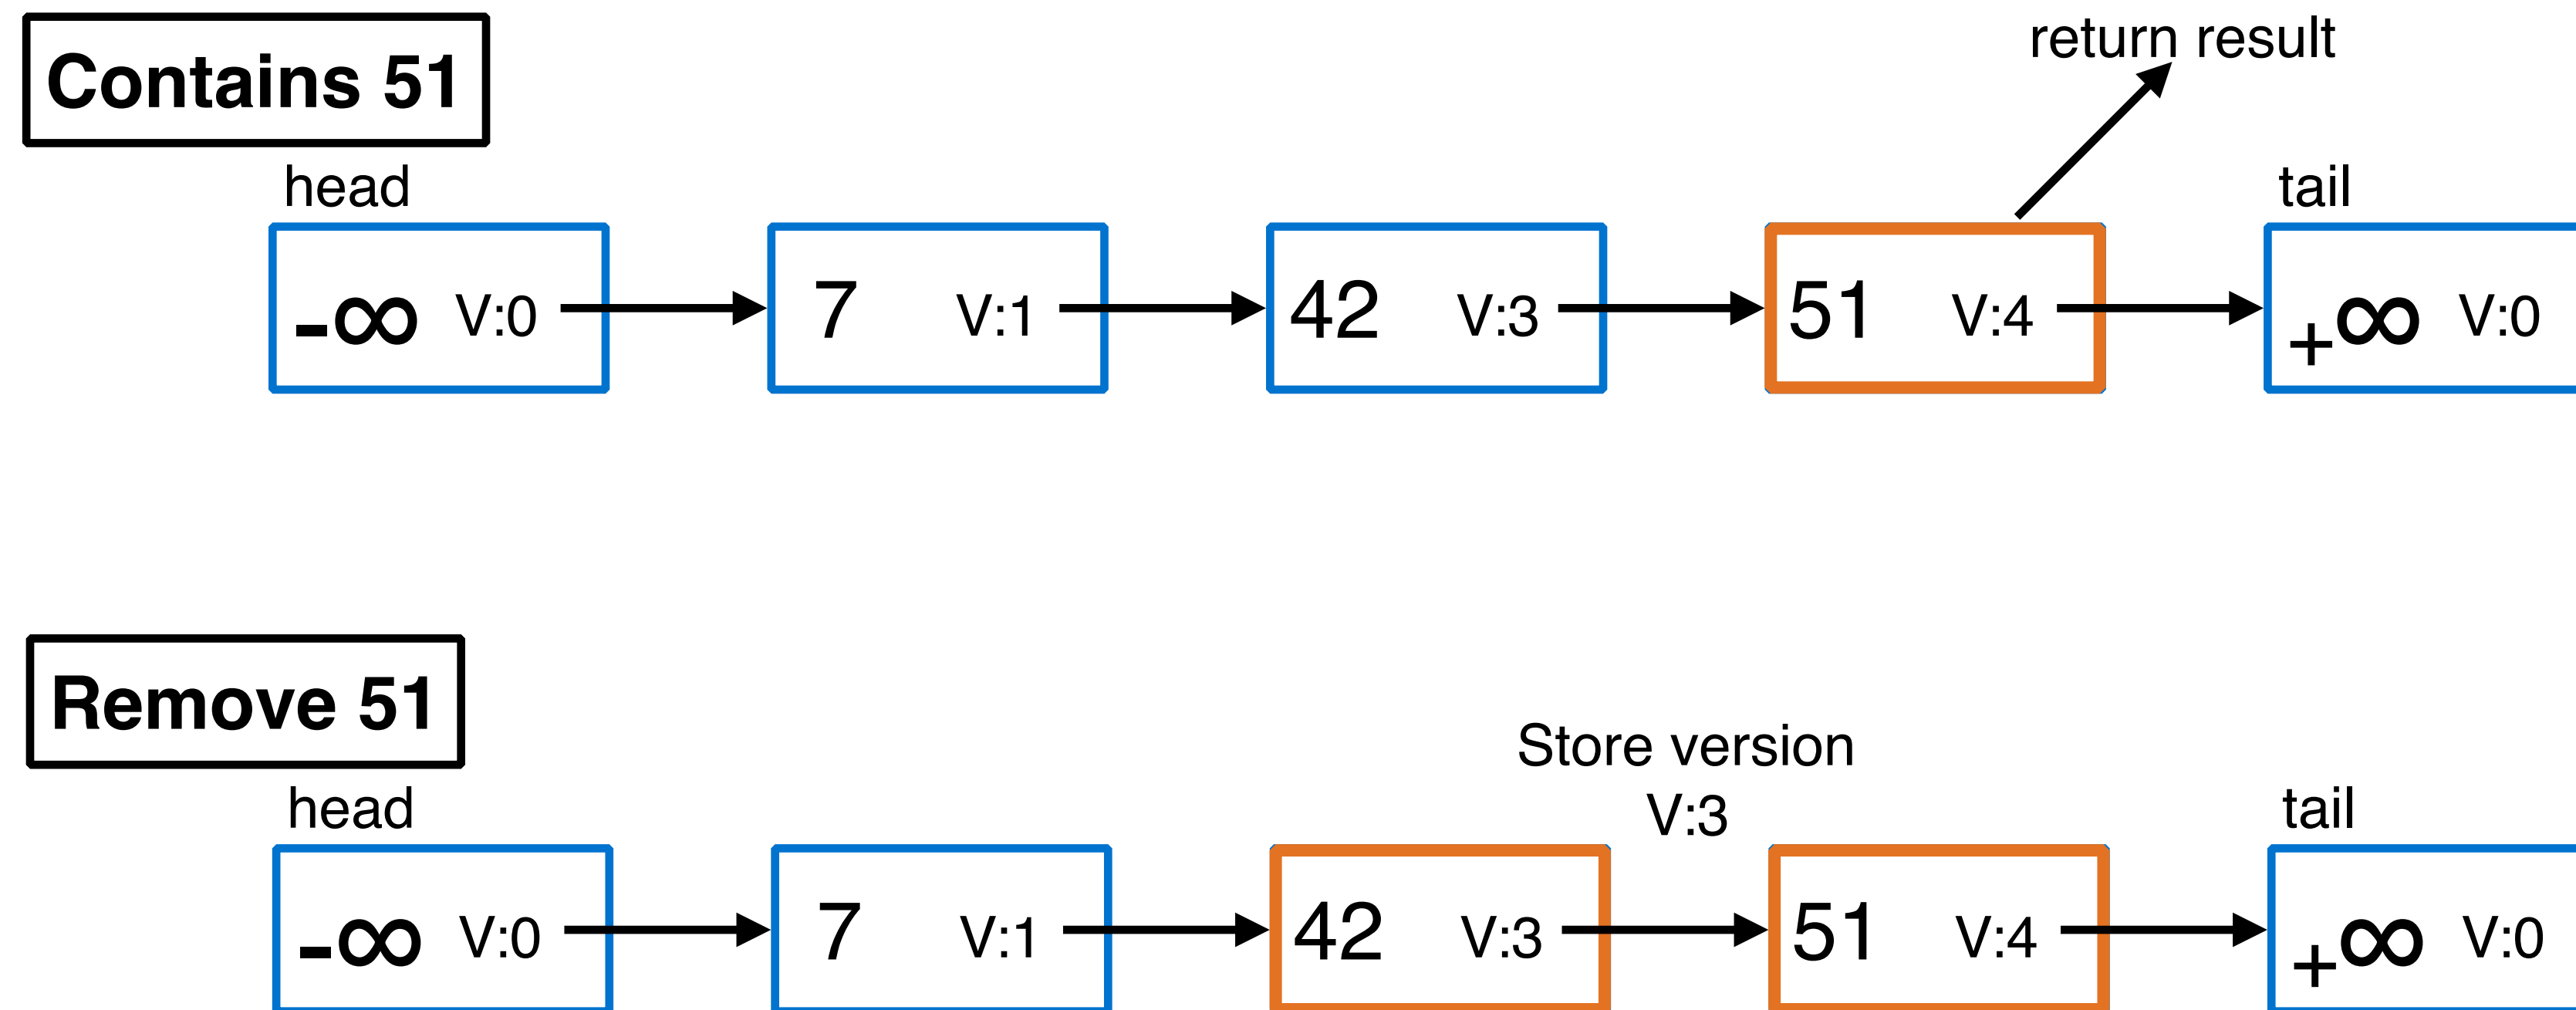 Contains 51
return result
head
tail
-∞ V:0
7 V:1
42 V:3
51 V:4
+∞ V:0
Remove 51
Store version
V:3
head
tail
-∞ V:0
7 V:1
42 V:3
51 V:4
+∞ V:0